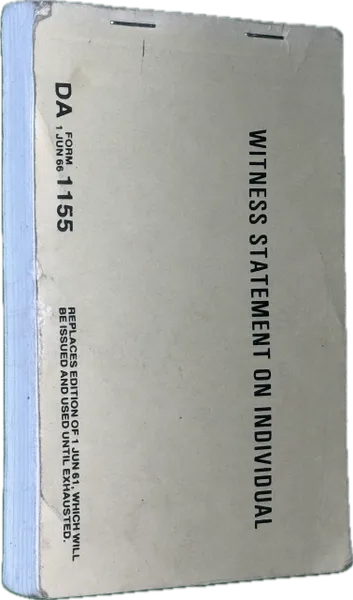 WITNESS STATEMENT ON INDIVIDUAL
DA FORM 1155
1 JUN 66
REPLACES EDITION OF 1 JUN 61, WHICH WILL
BE ISSUED AND USED UNTIL EXHAUSTED.